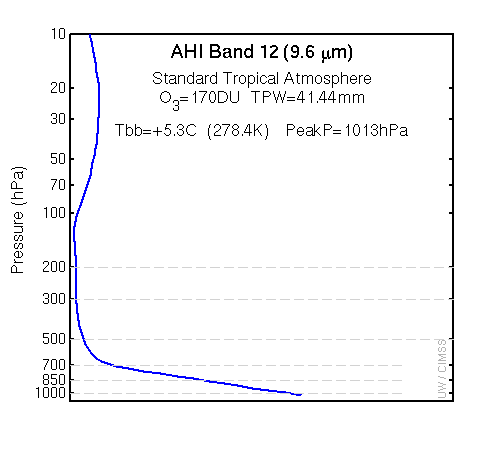 AHI Band 12 (9.6 μm)
Standard Tropical Atmosphere
O3=170DU TPW=41.44mm
Tbb=+5.3C (278.4K) PeakP=1013hPa
Pressure (hPa)
10
20
30
50
70
100
200
300
500
700
850
1000
UW / CIMSS